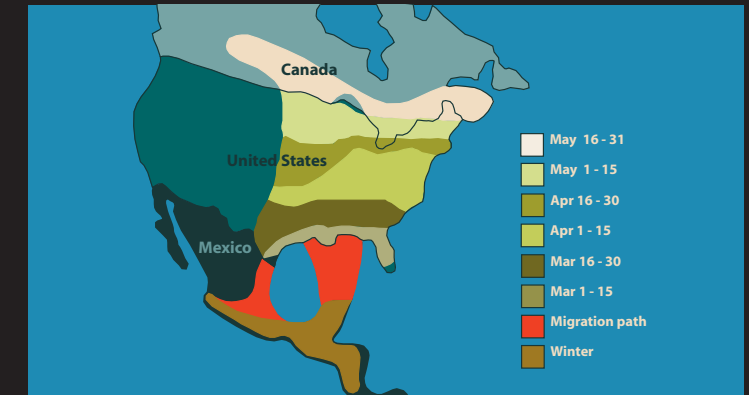 Canada
May 16 - 31
United States
May 1 - 15
Apr 16 - 30
Apr 1 - 15
Mexico
Mar 16 - 30
Mar 1 - 15
Migration path
Winter